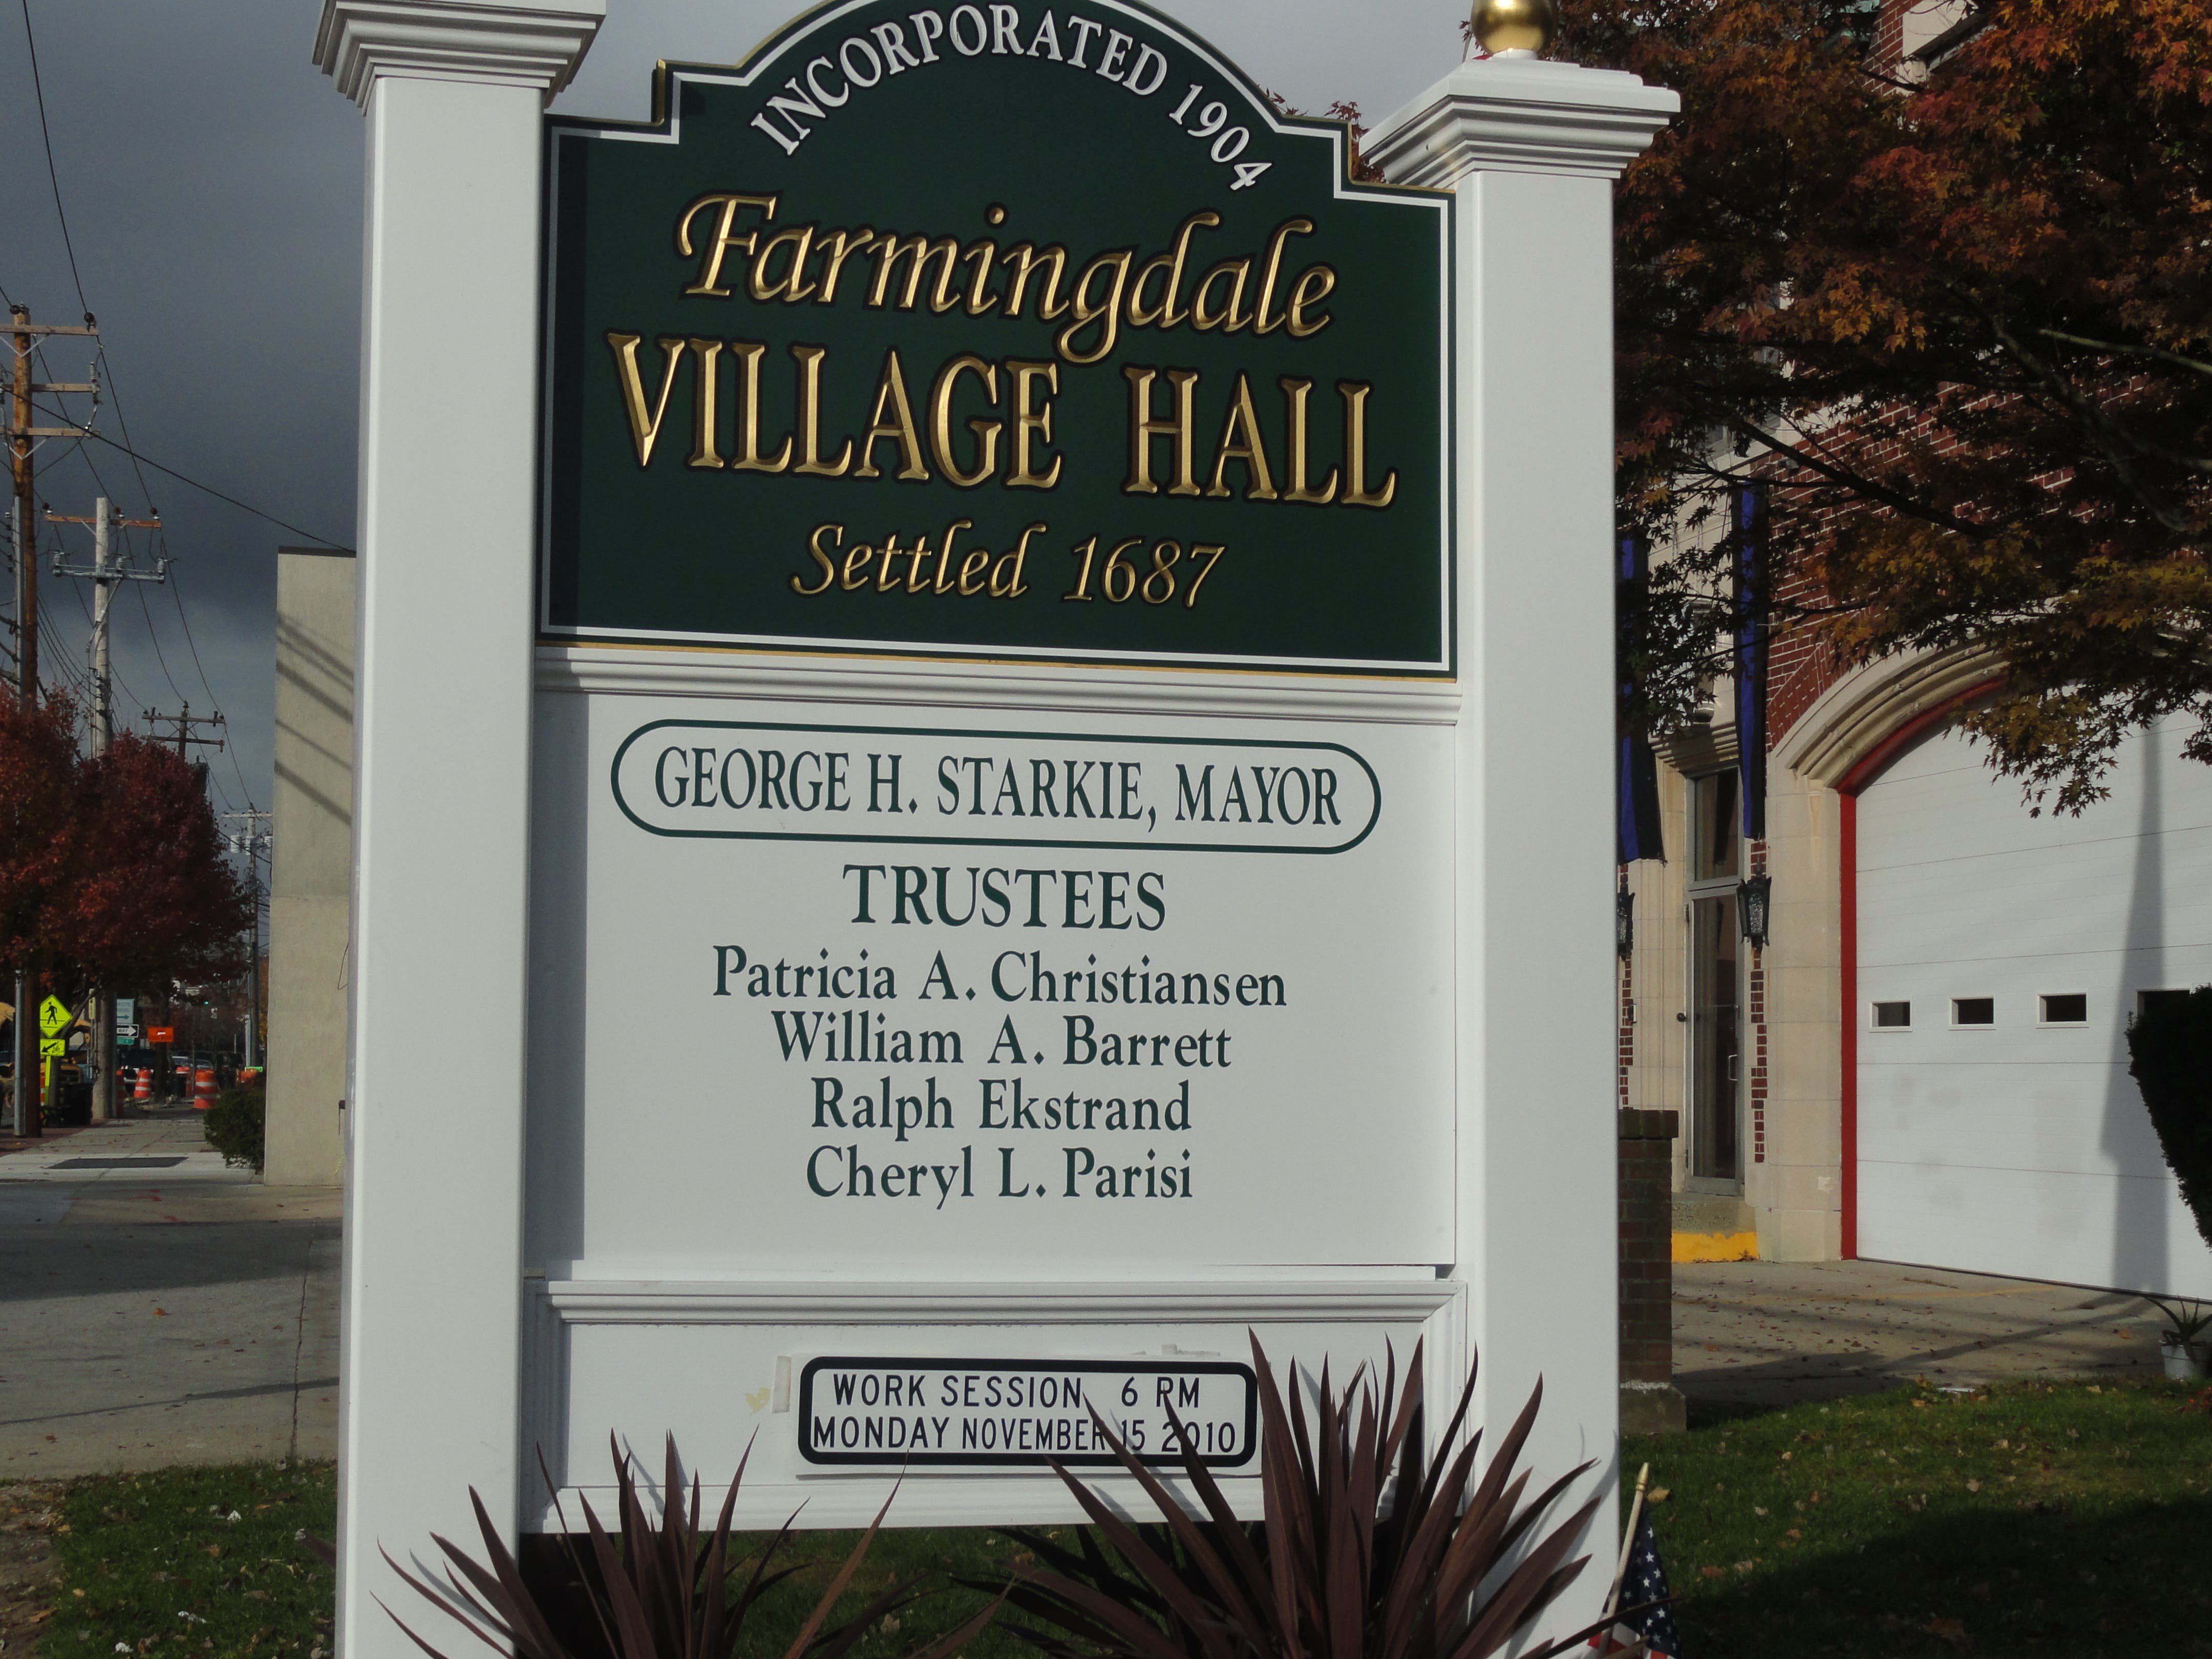 INCORPORATED 1904
Farmingdale
VILLAGE HALL
Settled 1687
GEORGE H. STARKIE, MAYOR
TRUSTEES
Patricia A. Christiansen
William A. Barrett
Ralph Ekstrand
Cheryl L. Parisi
WORK SESSION 6 PM
MONDAY NOVEMBER 15 2010